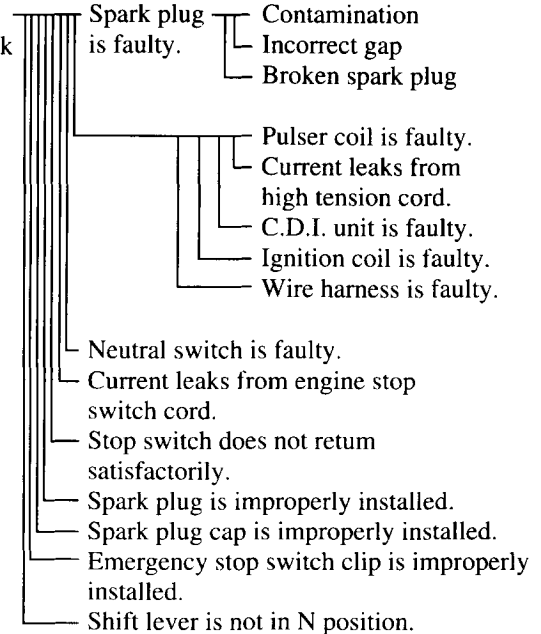 Spark plug
is faulty.
k
Contamination
Incorrect gap
Broken spark plug
Pulser coil is faulty.
Current leaks from
high tension cord.
C.D.I. unit is faulty.
Ignition coil is faulty.
Wire harness is faulty.
Neutral switch is faulty.
Current leaks from engine stop
switch cord.
Stop switch does not retum
satisfactorily.
Spark plug is improperly installed.
Spark plug cap is improperly installed.
Emergency stop switch clip is improperly
installed.
Shift lever is not in N position.